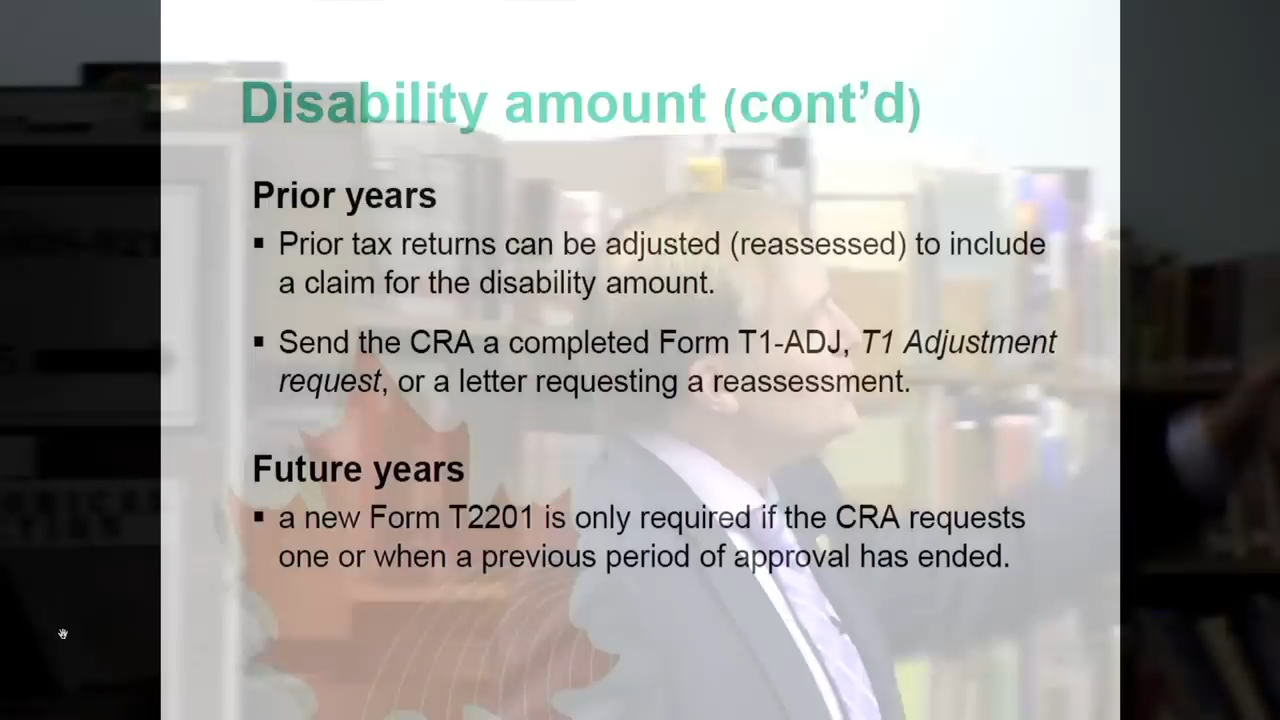 Disability amount (cont’d)
Prior years
▪ Prior tax returns can be adjusted (reassessed) to include
a claim for the disability amount.
▪ Send the CRA a completed Form T1-ADJ, T1 Adjustment
request, or a letter requesting a reassessment.
Future years
▪ a new Form T2201 is only required if the CRA requests
one or when a previous period of approval has ended.